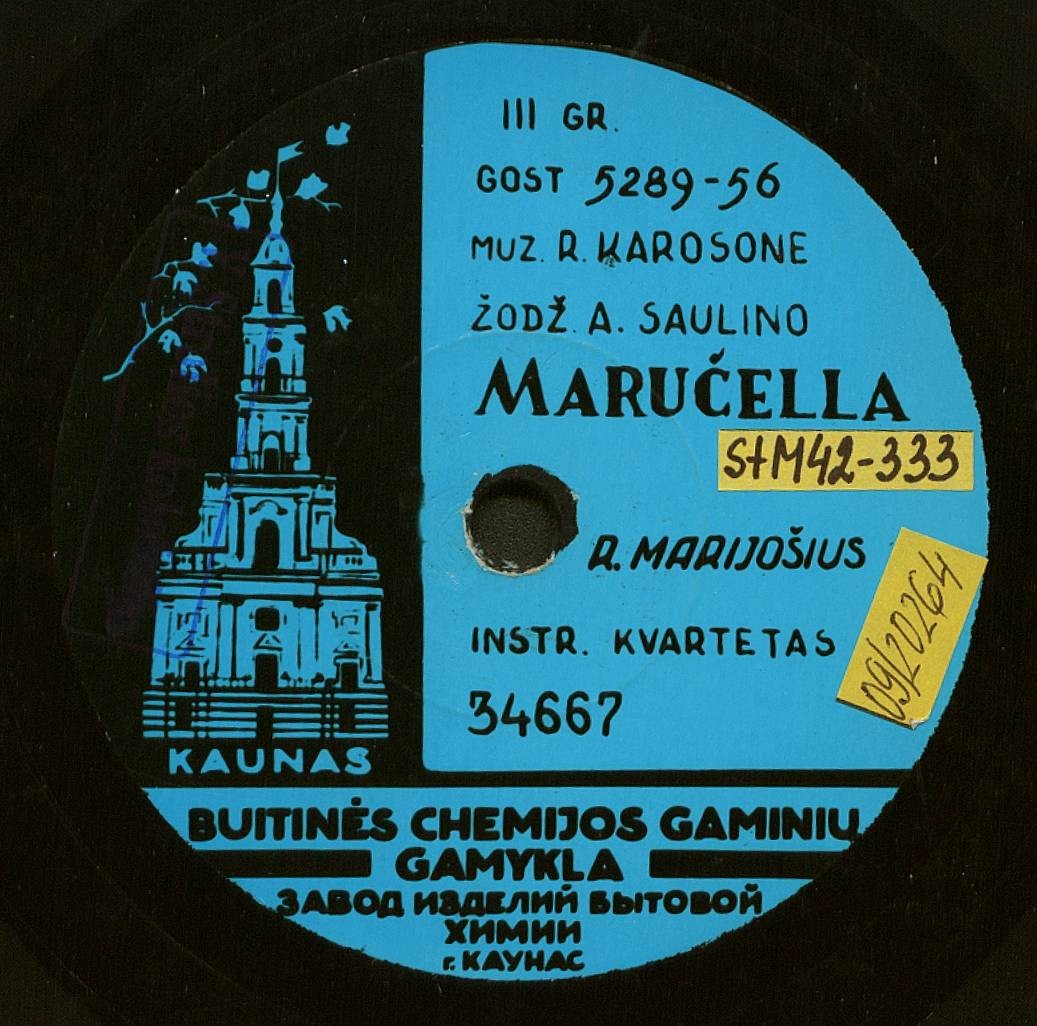 III GR.
GOST 5289-56
MUZ. R. KAROSONE
ŽODŽ. A. SAULINO
MARUČELLA
StM42-333
R. MARIJOŠIUS
09/20264
INSTR. KVARTETAS
34667
KAUNAS
BUITINĖS CHEMIJOS GAMINIŲ
GAMYKLA
ЗАВОД ИЗДЕЛИЙ БЫТОВОЙ
ХИМИИ
г. КАУНАС